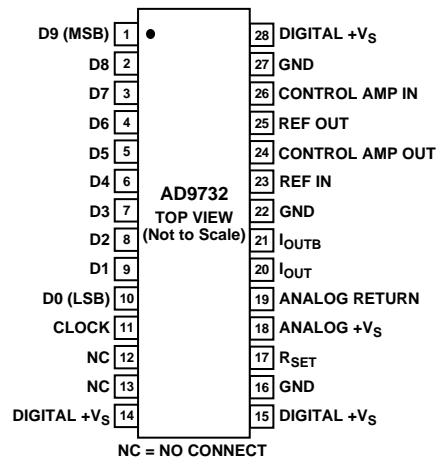 D9 (MSB) 1 28 DIGITAL +VS
D8 2 27 GND
D7 3 26 CONTROL AMP IN
D6 4 25 REF OUT
D5 5 24 CONTROL AMP OUT
D4 6 23 REF IN
D3 7 22 GND
D2 8 21 IOUTB
D1 9 20 IOUT
D0 (LSB) 10 19 ANALOG RETURN
CLOCK 11 18 ANALOG +VS
NC 12 17 RSET
NC 13 16 GND
DIGITAL +VS 14 15 DIGITAL +VS
AD9732
TOP VIEW
(Not to Scale)
NC = NO CONNECT